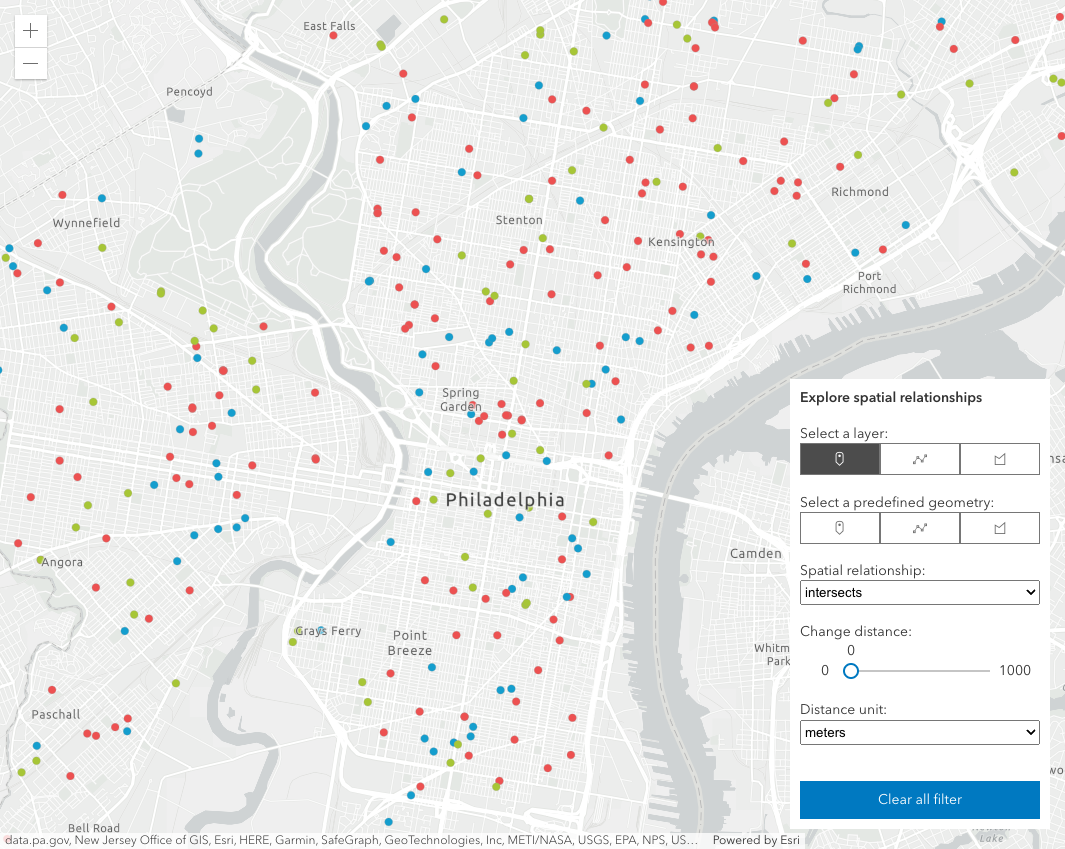 East Falls
Pencoyd
Wynnefield
Stenton
Kensington
Richmond
Port
Richmond
Spring
Garden
Philadelphia
Camden
Angora
Grays Ferry
Point
Breeze
Whitm
Park
Paschall
Bell Road
Explore spatial relationships
Select a layer:
Select a predefined geometry:
Spatial relationship:
intersects
Change distance:
0
0 1000
Distance unit:
meters
Clear all filter
Lake
data.pa.gov, New Jersey Office of GIS, Esri, HERE, Garmin, SafeGraph, GeoTechnologies, Inc, METI/NASA, USGS, EPA, NPS, US... Powered by Esri